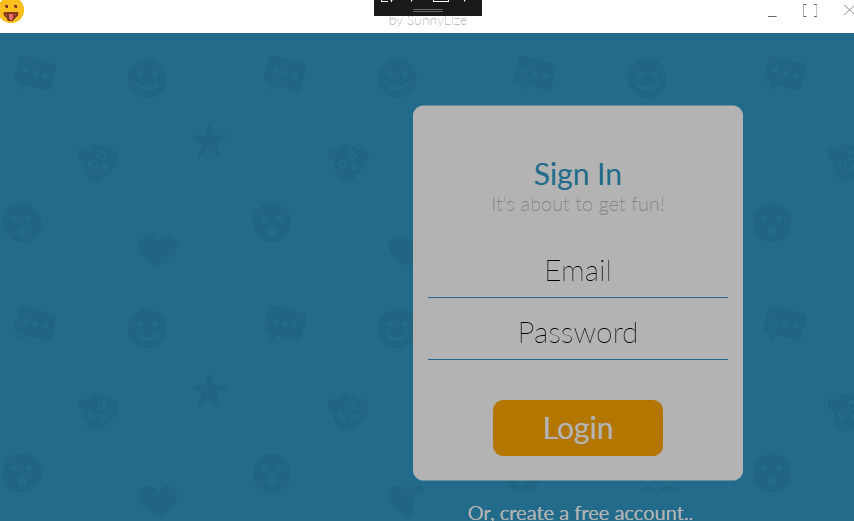 by SunnyLize
Sign In
It's about to get fun!
Email
Password
Login
Or, create a free account..